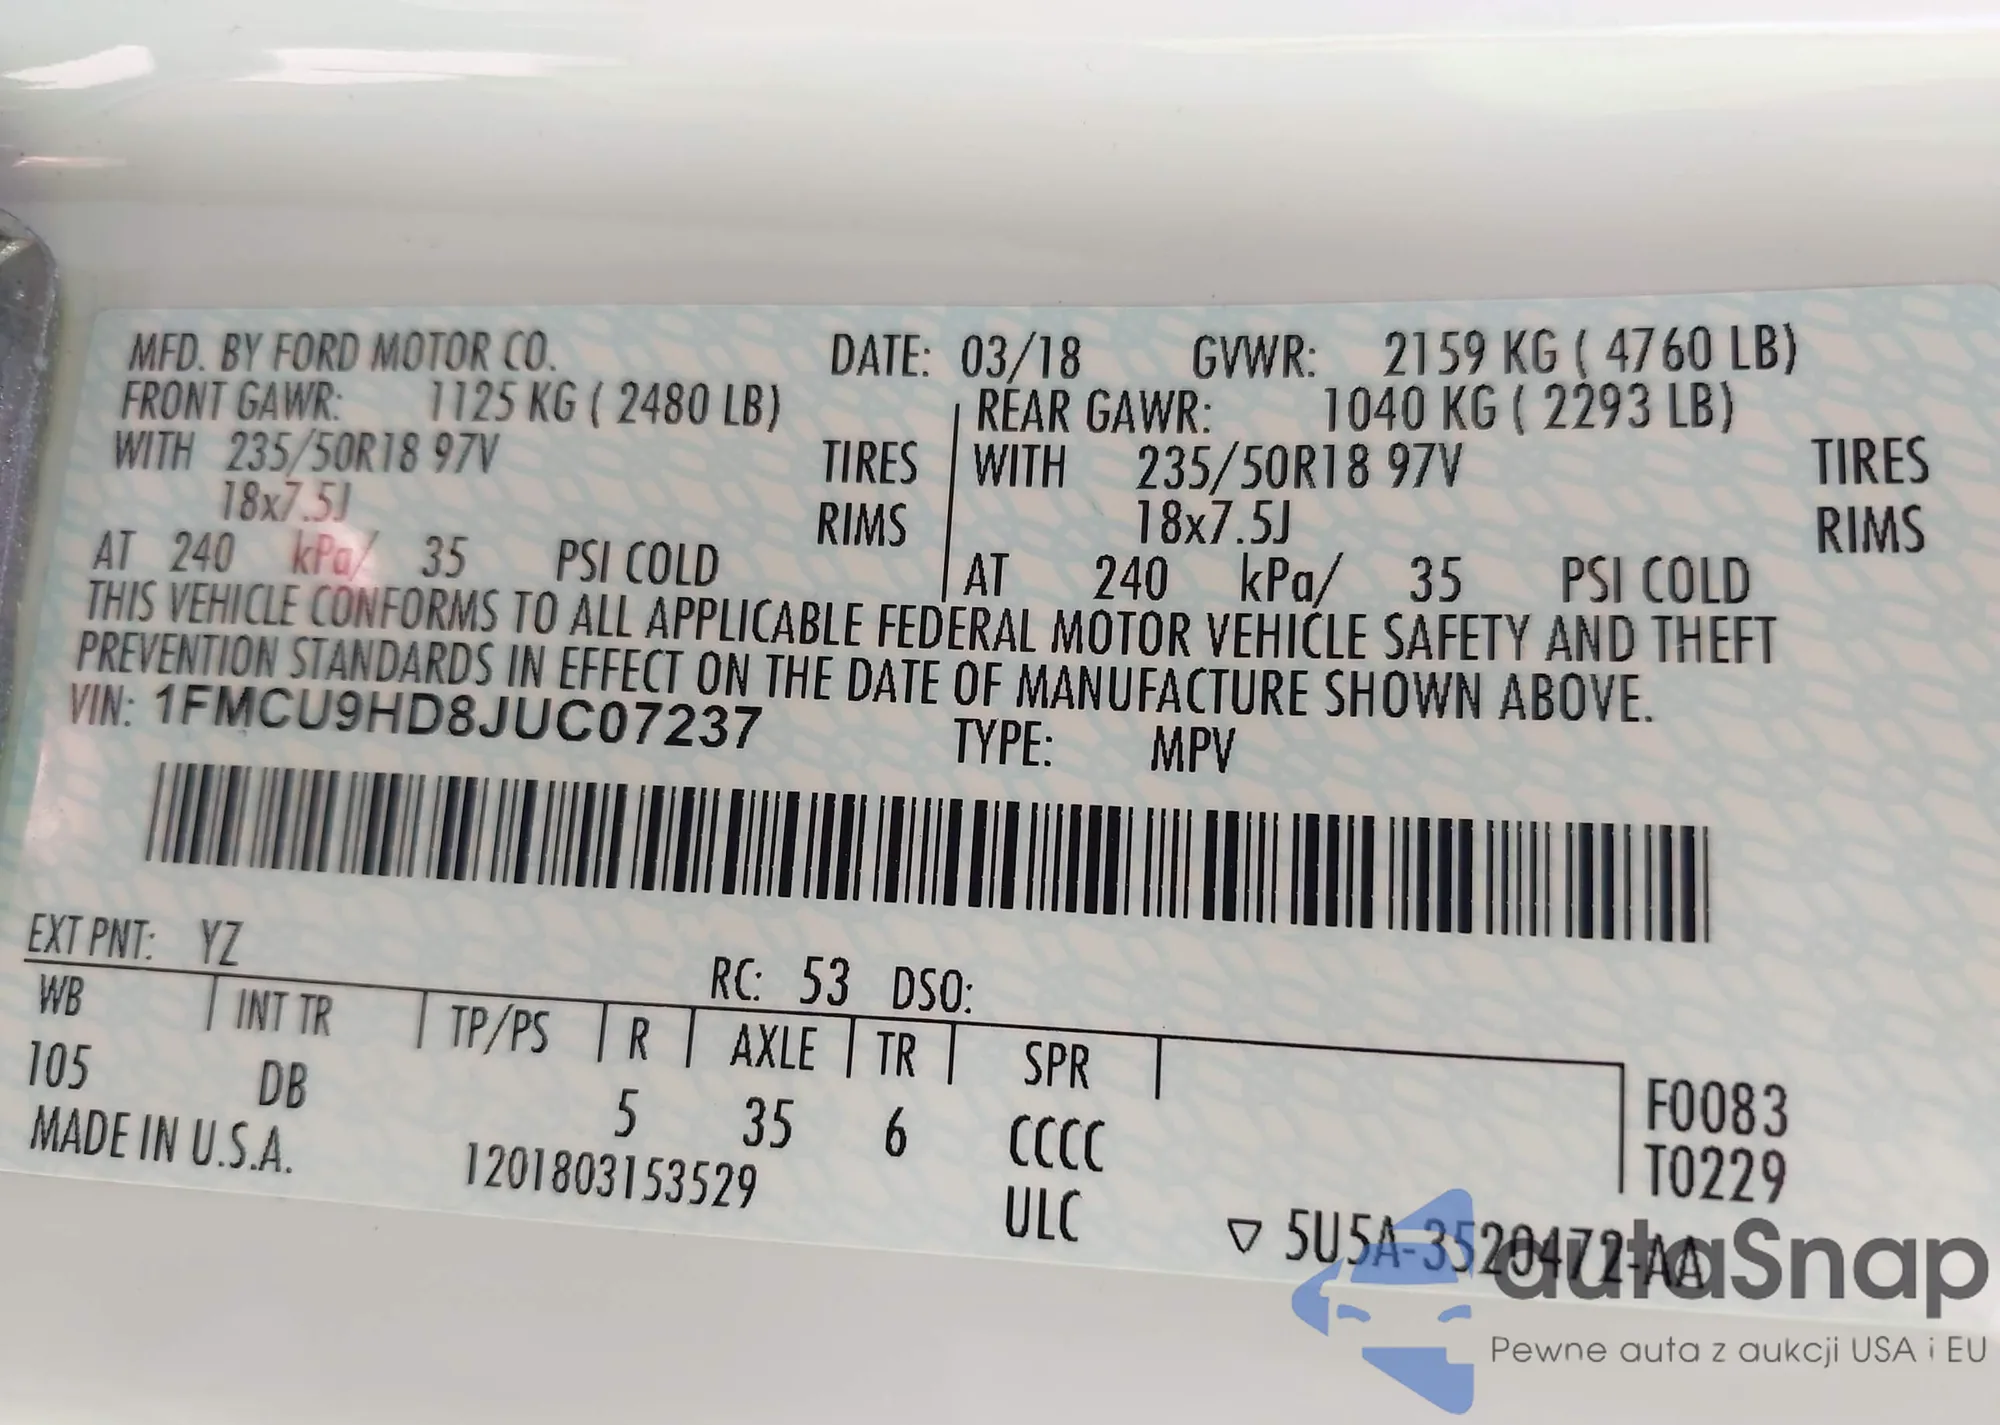 MFD. BY FORD MOTOR CO. DATE: 03/18 GVWR: 2159 KG ( 4760 LB)
FRONT GAWR: 1125 KG ( 2480 LB) REAR GAWR: 1040 KG ( 2293 LB)
WITH 235/50R18 97V TIRES WITH 235/50R18 97V TIRES
18x7.5J RIMS 18x7.5J RIMS
AT 240 kPa/ 35 PSI COLD AT 240 kPa/ 35 PSI COLD
THIS VEHICLE CONFORMS TO ALL APPLICABLE FEDERAL MOTOR VEHICLE SAFETY AND THEFT
PREVENTION STANDARDS IN EFFECT ON THE DATE OF MANUFACTURE SHOWN ABOVE.
VIN: 1FMCU9HD8JUC07237 TYPE: MPV
EXT PNT: YZ RC: 53 DSO:
WB INT TR TP/PS R AXLE TR SPR
105 DB 5 35 6 CCCC F0083
MADE IN U.S.A. 1201803153529 ULC T0229
▽ 5U5A-3520472-AA
autaSnap
Pewne auta z aukcji USA i EU